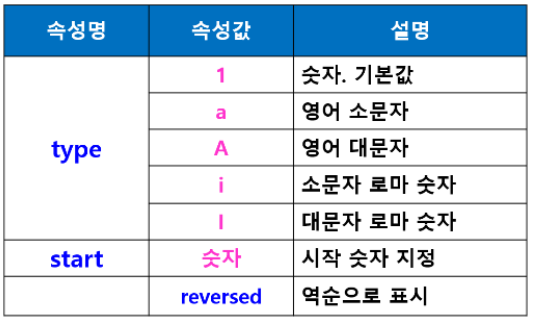 속성명 속성값 설명
1 숫자. 기본값
a 영어 소문자
type A 영어 대문자
i 소문자 로마 숫자
I 대문자 로마 숫자
start 숫자 시작 숫자 지정
reversed 역순으로 표시